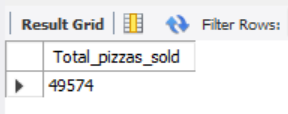 Result Grid Filter Rows:
Total_pizzas_sold
49574